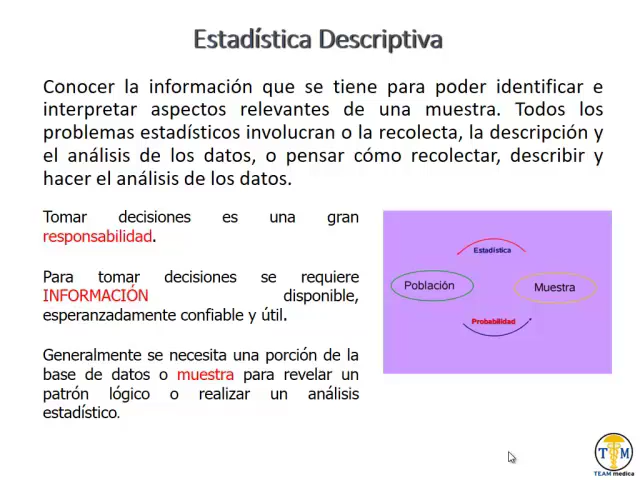 Estadística Descriptiva
Conocer la información que se tiene para poder identificar e
interpretar aspectos relevantes de una muestra. Todos los
problemas estadísticos involucran o la recolecta, la descripción y
el análisis de los datos, o pensar cómo recolectar, describir y
hacer el análisis de los datos.
Tomar decisiones es una gran
responsabilidad.
Para tomar decisiones se requiere
INFORMACIÓN disponible,
esperanzadamente confiable y útil.
Generalmente se necesita una porción de la
base de datos o muestra para revelar un
patrón lógico o realizar un análisis
estadístico.
Estadística
Población
Muestra
Probabilidad
T M
TEAM medica